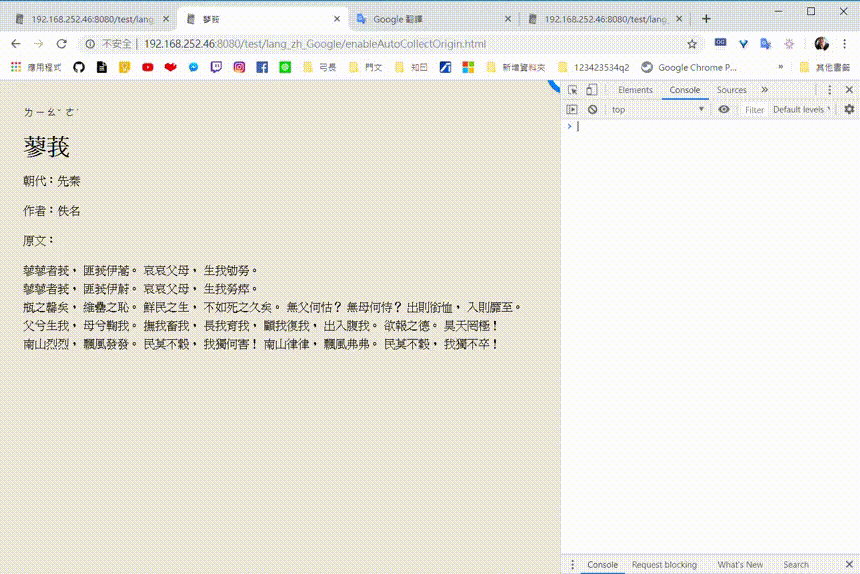 192.168.252.46:8080/test/lang
蓼莪
Google 翻譯
192.168.252.46:8080/test/lang_
不安全 | 192.168.252.46:8080/test/lang_zh_Google/enableAutoCollectOrigin.html
應用程式 弓長 門文 知曰 新增資料夾 123423534q2 Google Chrome P... » 其他書籤
Elements Console Sources »
top Filter Default levels
ㄌㄧㄠˇ ㄜˊ
蓼莪
朝代：先秦
作者：佚名
原文：
蓼蓼者莪， 匪莪伊蒿。 哀哀父母， 生我劬勞。
蓼蓼者莪， 匪莪伊蔚。 哀哀父母， 生我勞瘁。
瓶之罄矣， 維罍之恥。 鮮民之生， 不如死之久矣。 無父何怙？ 無母何恃？ 出則銜恤， 入則靡至。
父兮生我， 母兮鞠我。 撫我畜我， 長我育我， 顧我復我， 出入腹我。 欲報之德。 昊天罔極！
南山烈烈， 飄風發發。 民莫不穀， 我獨何害！ 南山律律， 飄風弗弗。 民莫不穀， 我獨不卒！
Console Request blocking What's New Search